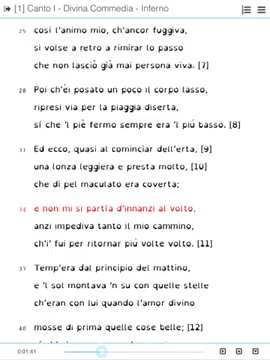 [1] Canto I - Divina Commedia - Inferno
25 così l'animo mio, ch'ancor fuggiva,
si volse a retro a rimirar lo passo
che non lasciò già mai persona viva. [7]
28 Poi ch'èi posato un poco il corpo lasso,
ripresi via per la piaggia diserta,
sì che 'l piè fermo sempre era 'l più basso. [8]
31 Ed ecco, quasi al cominciar dell'erta, [9]
una lonza leggiera e presta molto, [10]
che di pel maculato era coverta;
34 e non mi si partìa d'innanzi al volto,
anzi impediva tanto il mio cammino,
ch'i' fui per ritornar più volte volto. [11]
37 Temp'era dal principio del mattino,
e 'l sol montava 'n su con quelle stelle
ch'eran con lui quando l'amor divino
40 mosse di prima quelle cose belle; [12]
0:01:41